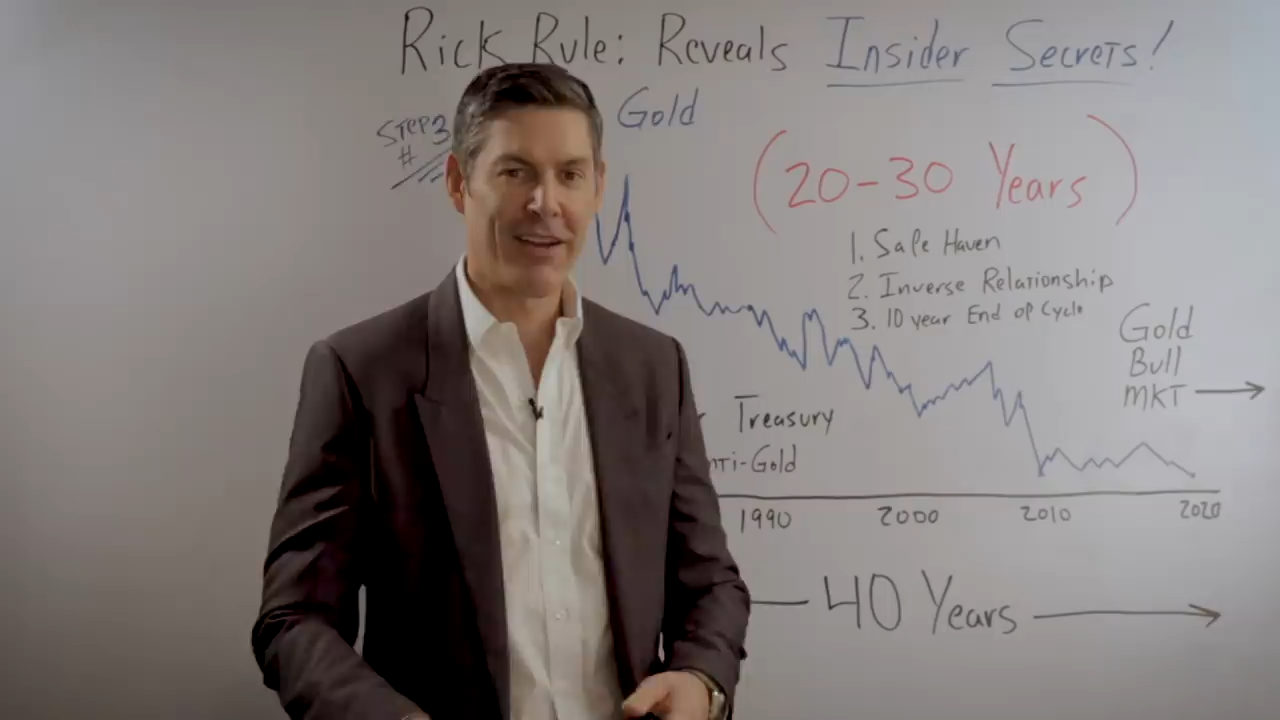 Rick Rule: Reveals Insider Secrets!
Step 3
#
Gold
(20-30 Years)
1. Safe Haven
2. Inverse Relationship
3. 10 year End of Cycle
Gold
Bull
MKT
Treasury
nti-Gold
1990 2000 2010 2020
40 Years